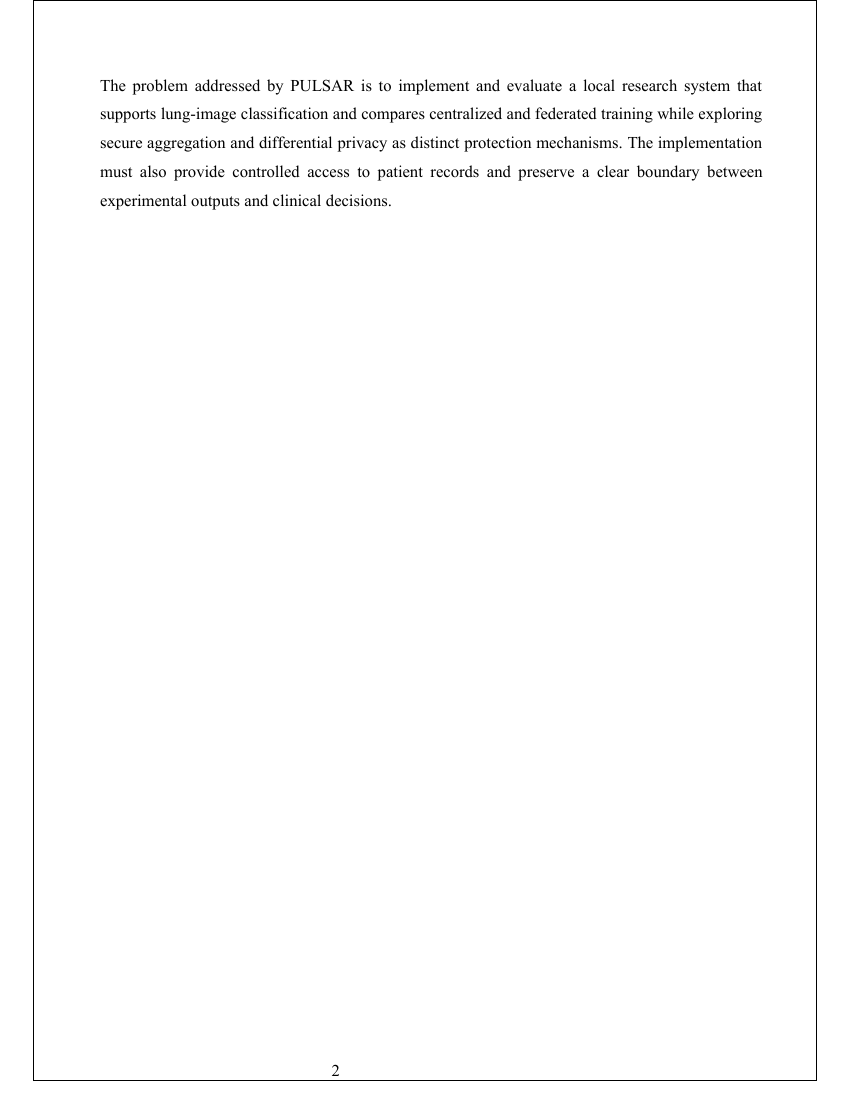 The problem addressed by PULSAR is to implement and evaluate a local research system that
supports lung-image classification and compares centralized and federated training while exploring
secure aggregation and differential privacy as distinct protection mechanisms. The implementation
must also provide controlled access to patient records and preserve a clear boundary between
experimental outputs and clinical decisions.
2